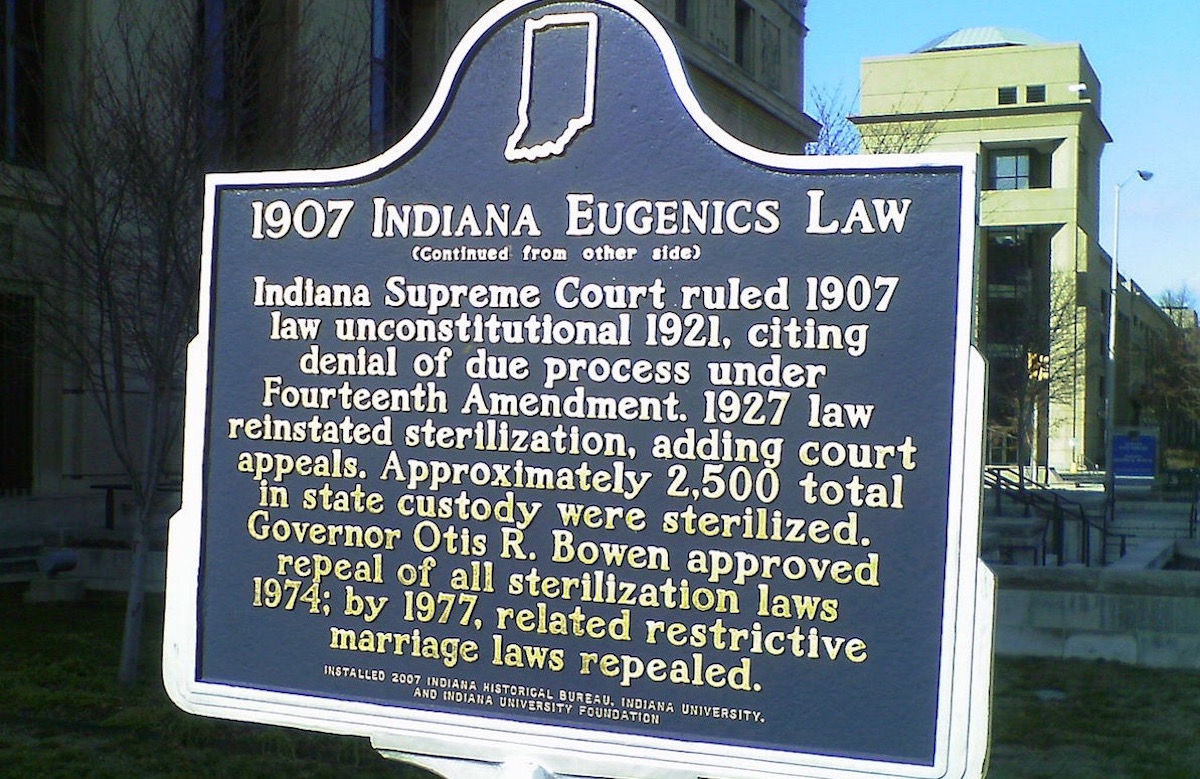 1907 INDIANA EUGENICS LAW
(Continued from other side)
Indiana Supreme Court ruled 1907
law unconstitutional 1921, citing
denial of due process under
Fourteenth Amendment. 1927 law
reinstated sterilization, adding court
appeals. Approximately 2,500 total
in state custody were sterilized.
Governor Otis R. Bowen approved
repeal of all sterilization laws
1974; by 1977, related restrictive
marriage laws repealed.
INSTALLED 2007 INDIANA HISTORICAL BUREAU, INDIANA UNIVERSITY,
AND INDIANA UNIVERSITY FOUNDATION